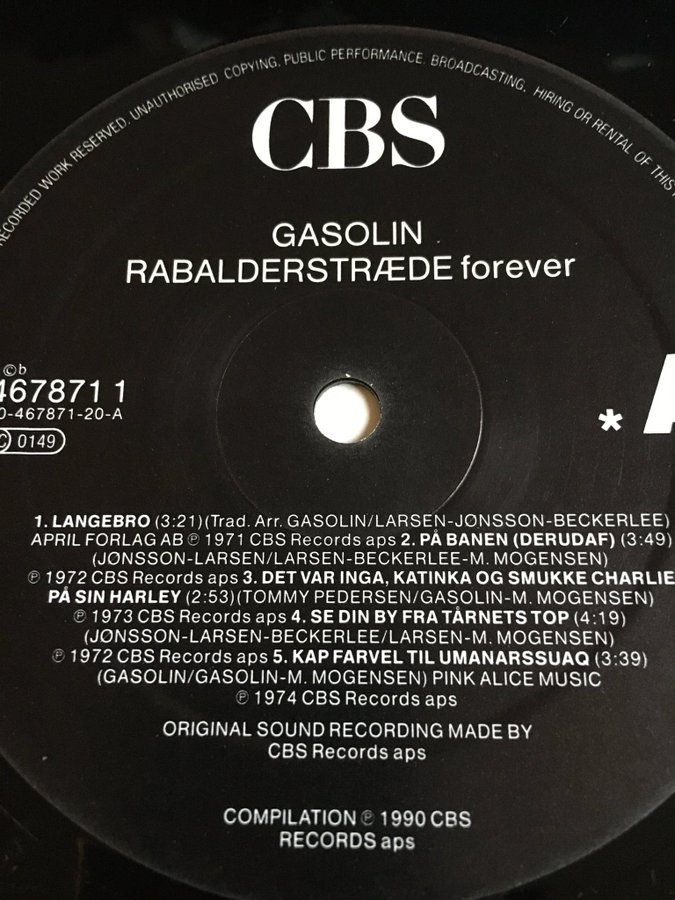 RECORDED WORK RESERVED. UNAUTHORISED COPYING. PUBLIC PERFORMANCE. BROADCASTING. HIRING OR RENTAL OF THIS
CBS
GASOLIN
RABALDERSTRÆDE forever
©b
467871 1
0-467871-20-A
C 0149
* A
1. LANGEBRO (3:21)(Trad. Arr. GASOLIN/LARSEN-JØNSSON-BECKERLEE)
APRIL FORLAG AB ℗ 1971 CBS Records aps 2. PÅ BANEN (DERUDAF) (3:49)
(JØNSSON-LARSEN/LARSEN-BECKERLEE-M. MOGENSEN)
℗ 1972 CBS Records aps 3. DET VAR INGA, KATINKA OG SMUKKE CHARLIE
PÅ SIN HARLEY (2:53)(TOMMY PEDERSEN/GASOLIN-M. MOGENSEN)
℗ 1973 CBS Records aps 4. SE DIN BY FRA TÅRNETS TOP (4:19)
(JØNSSON-LARSEN-BECKERLEE/LARSEN-M. MOGENSEN)
℗ 1972 CBS Records aps 5. KAP FARVEL TIL UMANARSSUAQ (3:39)
(GASOLIN/GASOLIN-M. MOGENSEN) PINK ALICE MUSIC
℗ 1974 CBS Records aps
ORIGINAL SOUND RECORDING MADE BY
CBS Records aps
COMPILATION ℗ 1990 CBS
RECORDS aps